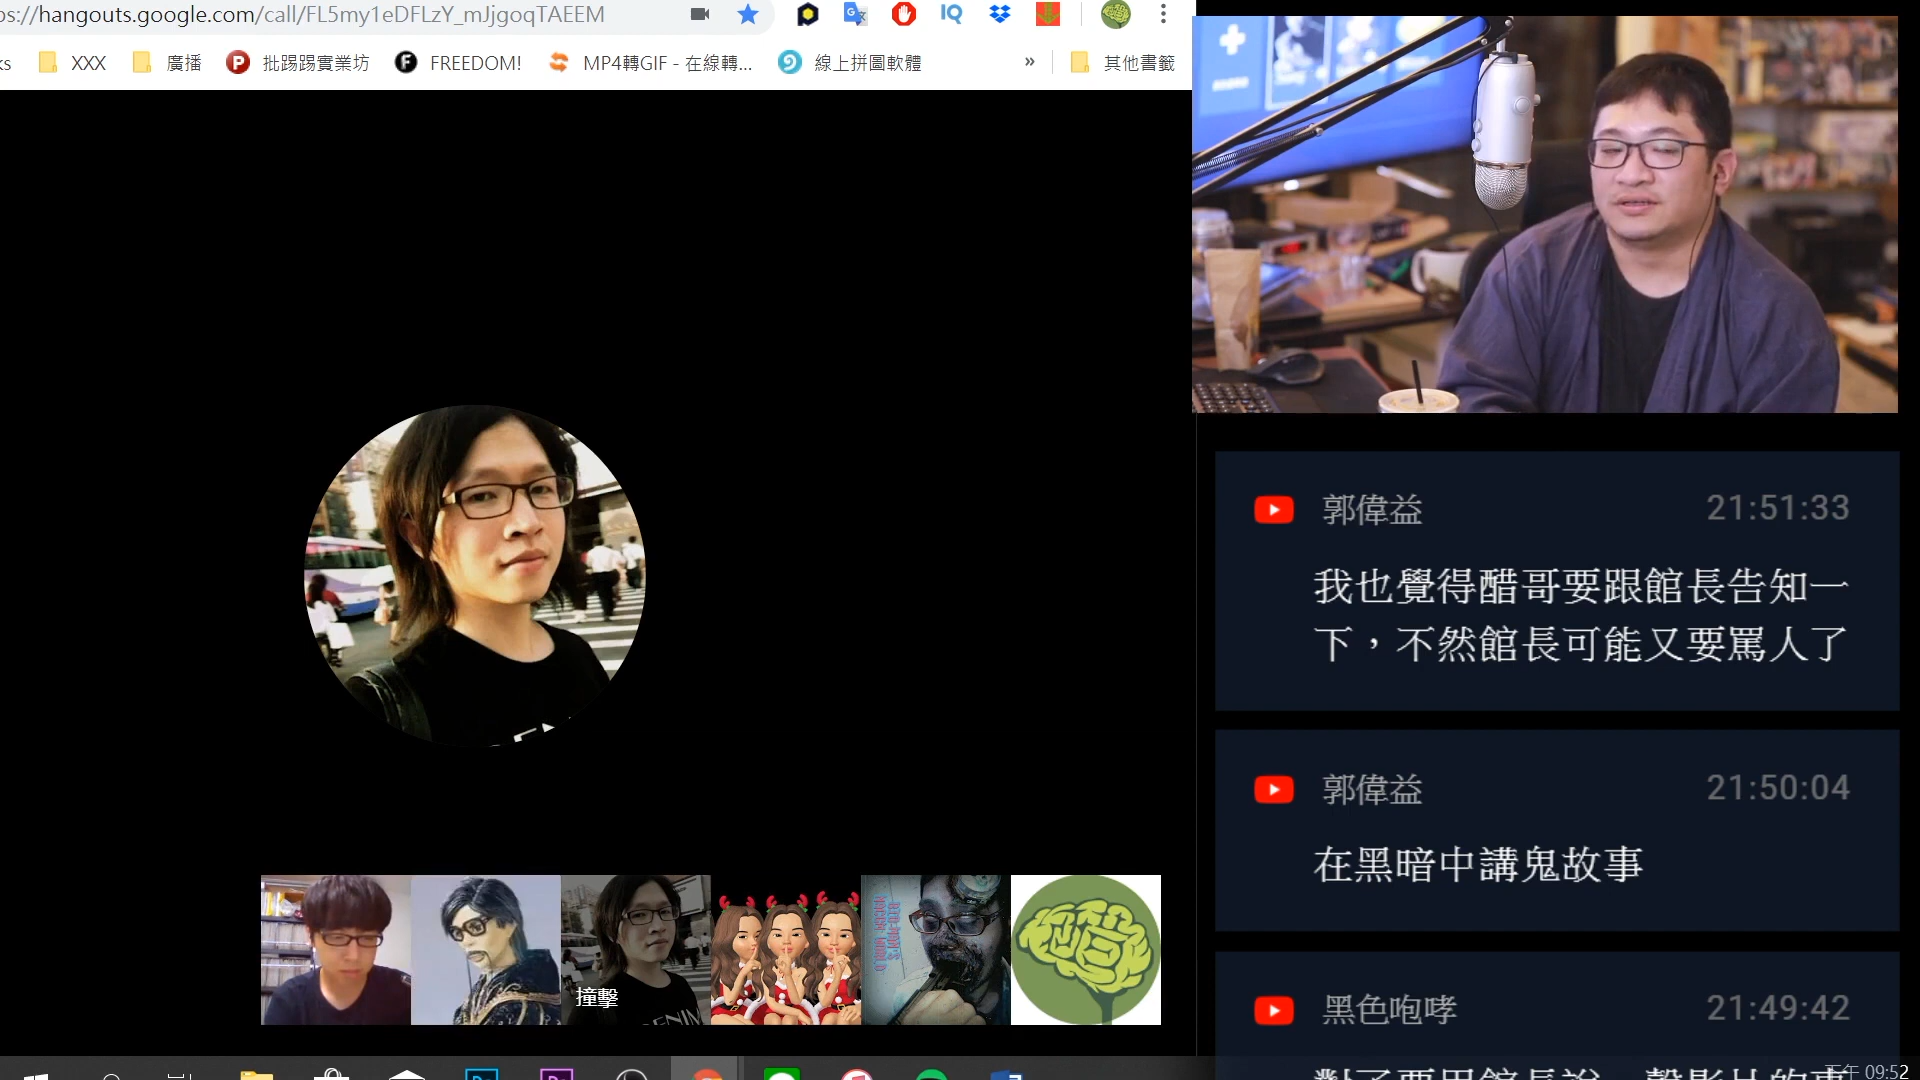 ps://hangouts.google.com/call/FL5my1eDFLzY_mJjgoqTAEEM
ks XXX 廣播 批踢踢實業坊 FREEDOM! MP4轉GIF - 在線轉... 線上拼圖軟體 » 其他書籤
郭偉益 21:51:33
我也覺得醋哥要跟館長告知一
下，不然館長可能又要罵人了
郭偉益 21:50:04
在黑暗中講鬼故事
黑色咆哮 21:49:42
撞擊
下午 09:52